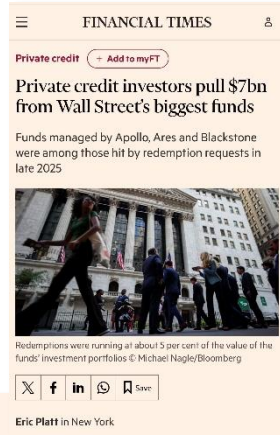 FINANCIAL TIMES
Private credit
+ Add to myFT
Private credit investors pull $7bn
from Wall Street's biggest funds
Funds managed by Apollo, Ares and Blackstone
were among those hit by redemption requests in
late 2025
Redemptions were running at about 5 per cent of the value of the
funds' investment portfolios © Michael Nagle/Bloomberg
Save
Eric Platt in New York